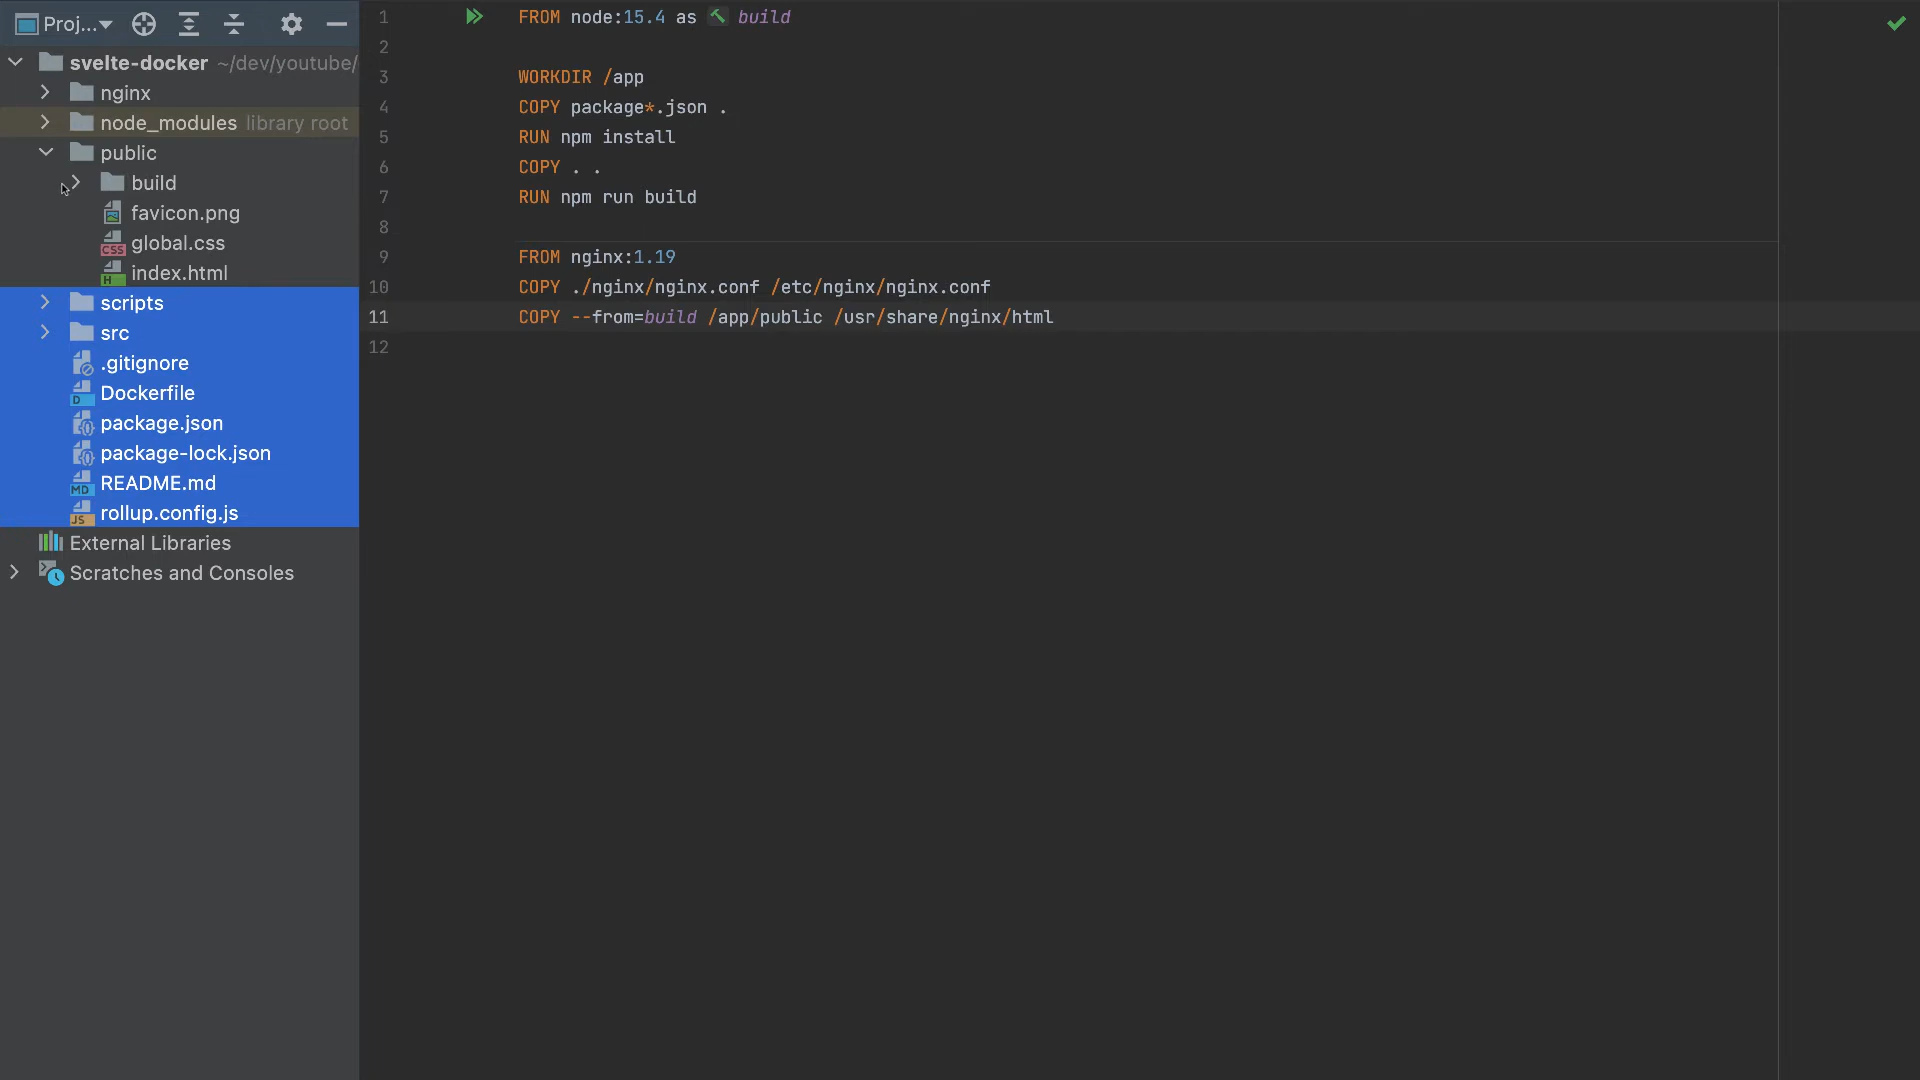 Proj...
svelte-docker ~/dev/youtube/
nginx
node_modules library root
public
build
favicon.png
CSS global.css
H index.html
scripts
src
.gitignore
D Dockerfile
package.json
package-lock.json
MD README.md
JS rollup.config.js
External Libraries
Scratches and Consoles
1 FROM node:15.4 as build
2
3 WORKDIR /app
4 COPY package*.json .
5 RUN npm install
6 COPY . .
7 RUN npm run build
8
9 FROM nginx:1.19
10 COPY ./nginx/nginx.conf /etc/nginx/nginx.conf
11 COPY --from=build /app/public /usr/share/nginx/html
12